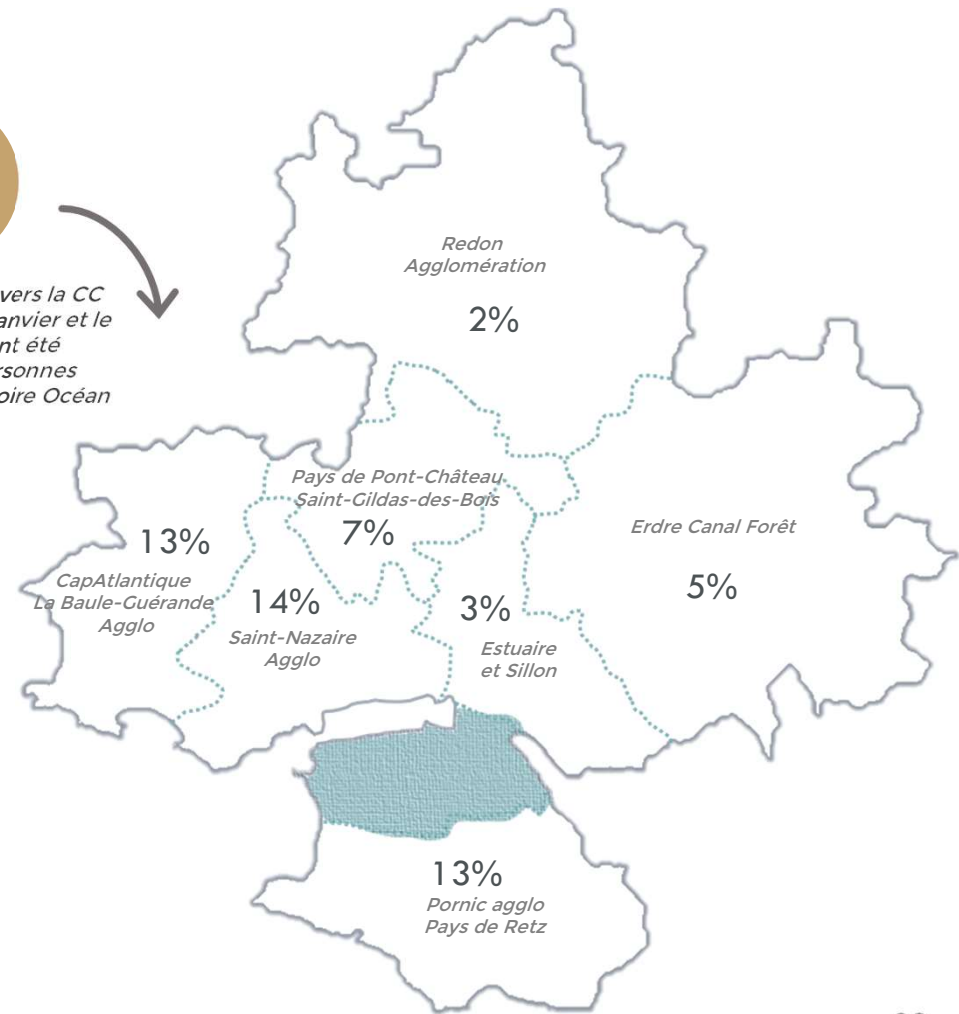 vers la CC
anvier et le
nt été
rsonnes
oire Océan
Redon
Agglomération
2%
Pays de Pont-Château
Saint-Gildas-des-Bois
7%
Erdre Canal Forêt
5%
13%
CapAtlantique
La Baule-Guérande
Agglo
14%
Saint-Nazaire
Agglo
3%
Estuaire
et Sillon
13%
Pornic agglo
Pays de Retz